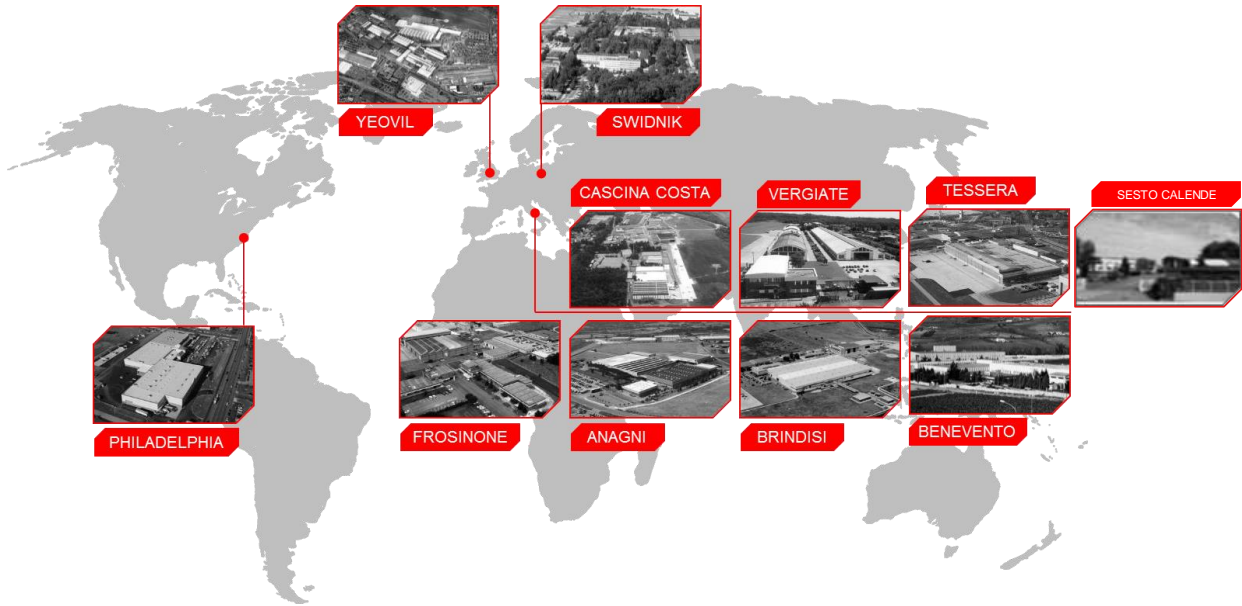 YEOVIL
SWIDNIK
CASCINA COSTA
VERGIATE
TESSERA
SESTO CALENDE
PHILADELPHIA
FROSINONE
ANAGNI
BRINDISI
BENEVENTO